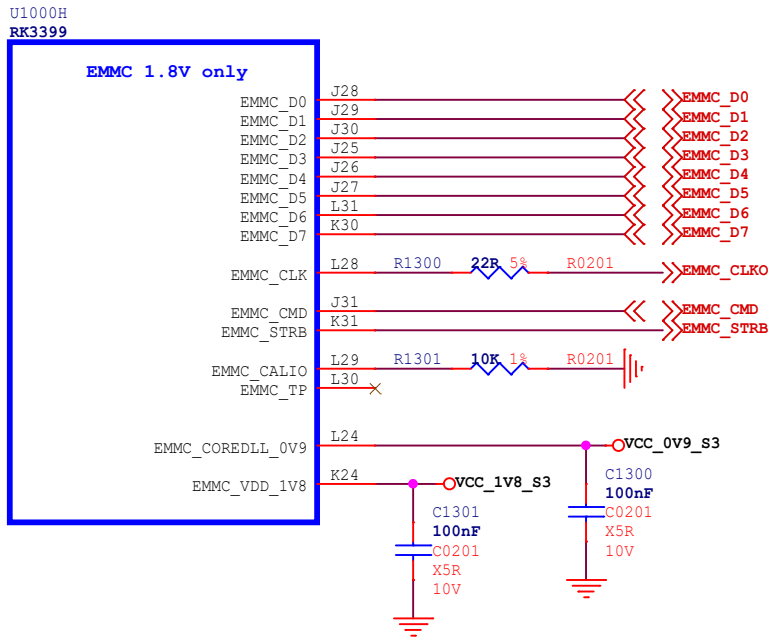 U1000H
RK3399
EMMC 1.8V only
EMMC_D0 J28 EMMC_D0
EMMC_D1 J29 EMMC_D1
EMMC_D2 J30 EMMC_D2
EMMC_D3 J25 EMMC_D3
EMMC_D4 J26 EMMC_D4
EMMC_D5 J27 EMMC_D5
EMMC_D6 L31 EMMC_D6
EMMC_D7 K30 EMMC_D7
EMMC_CLK L28 R1300 22R 5% R0201 EMMC_CLKO
EMMC_CMD J31 EMMC_CMD
EMMC_STRB K31 EMMC_STRB
EMMC_CALIO L29 R1301 10K 1% R0201
EMMC_TP L30
EMMC_COREDLL_0V9 L24 VCC_0V9_S3
EMMC_VDD_1V8 K24 VCC_1V8_S3
C1300
100nF
C0201
X5R
10V
C1301
100nF
C0201
X5R
10V